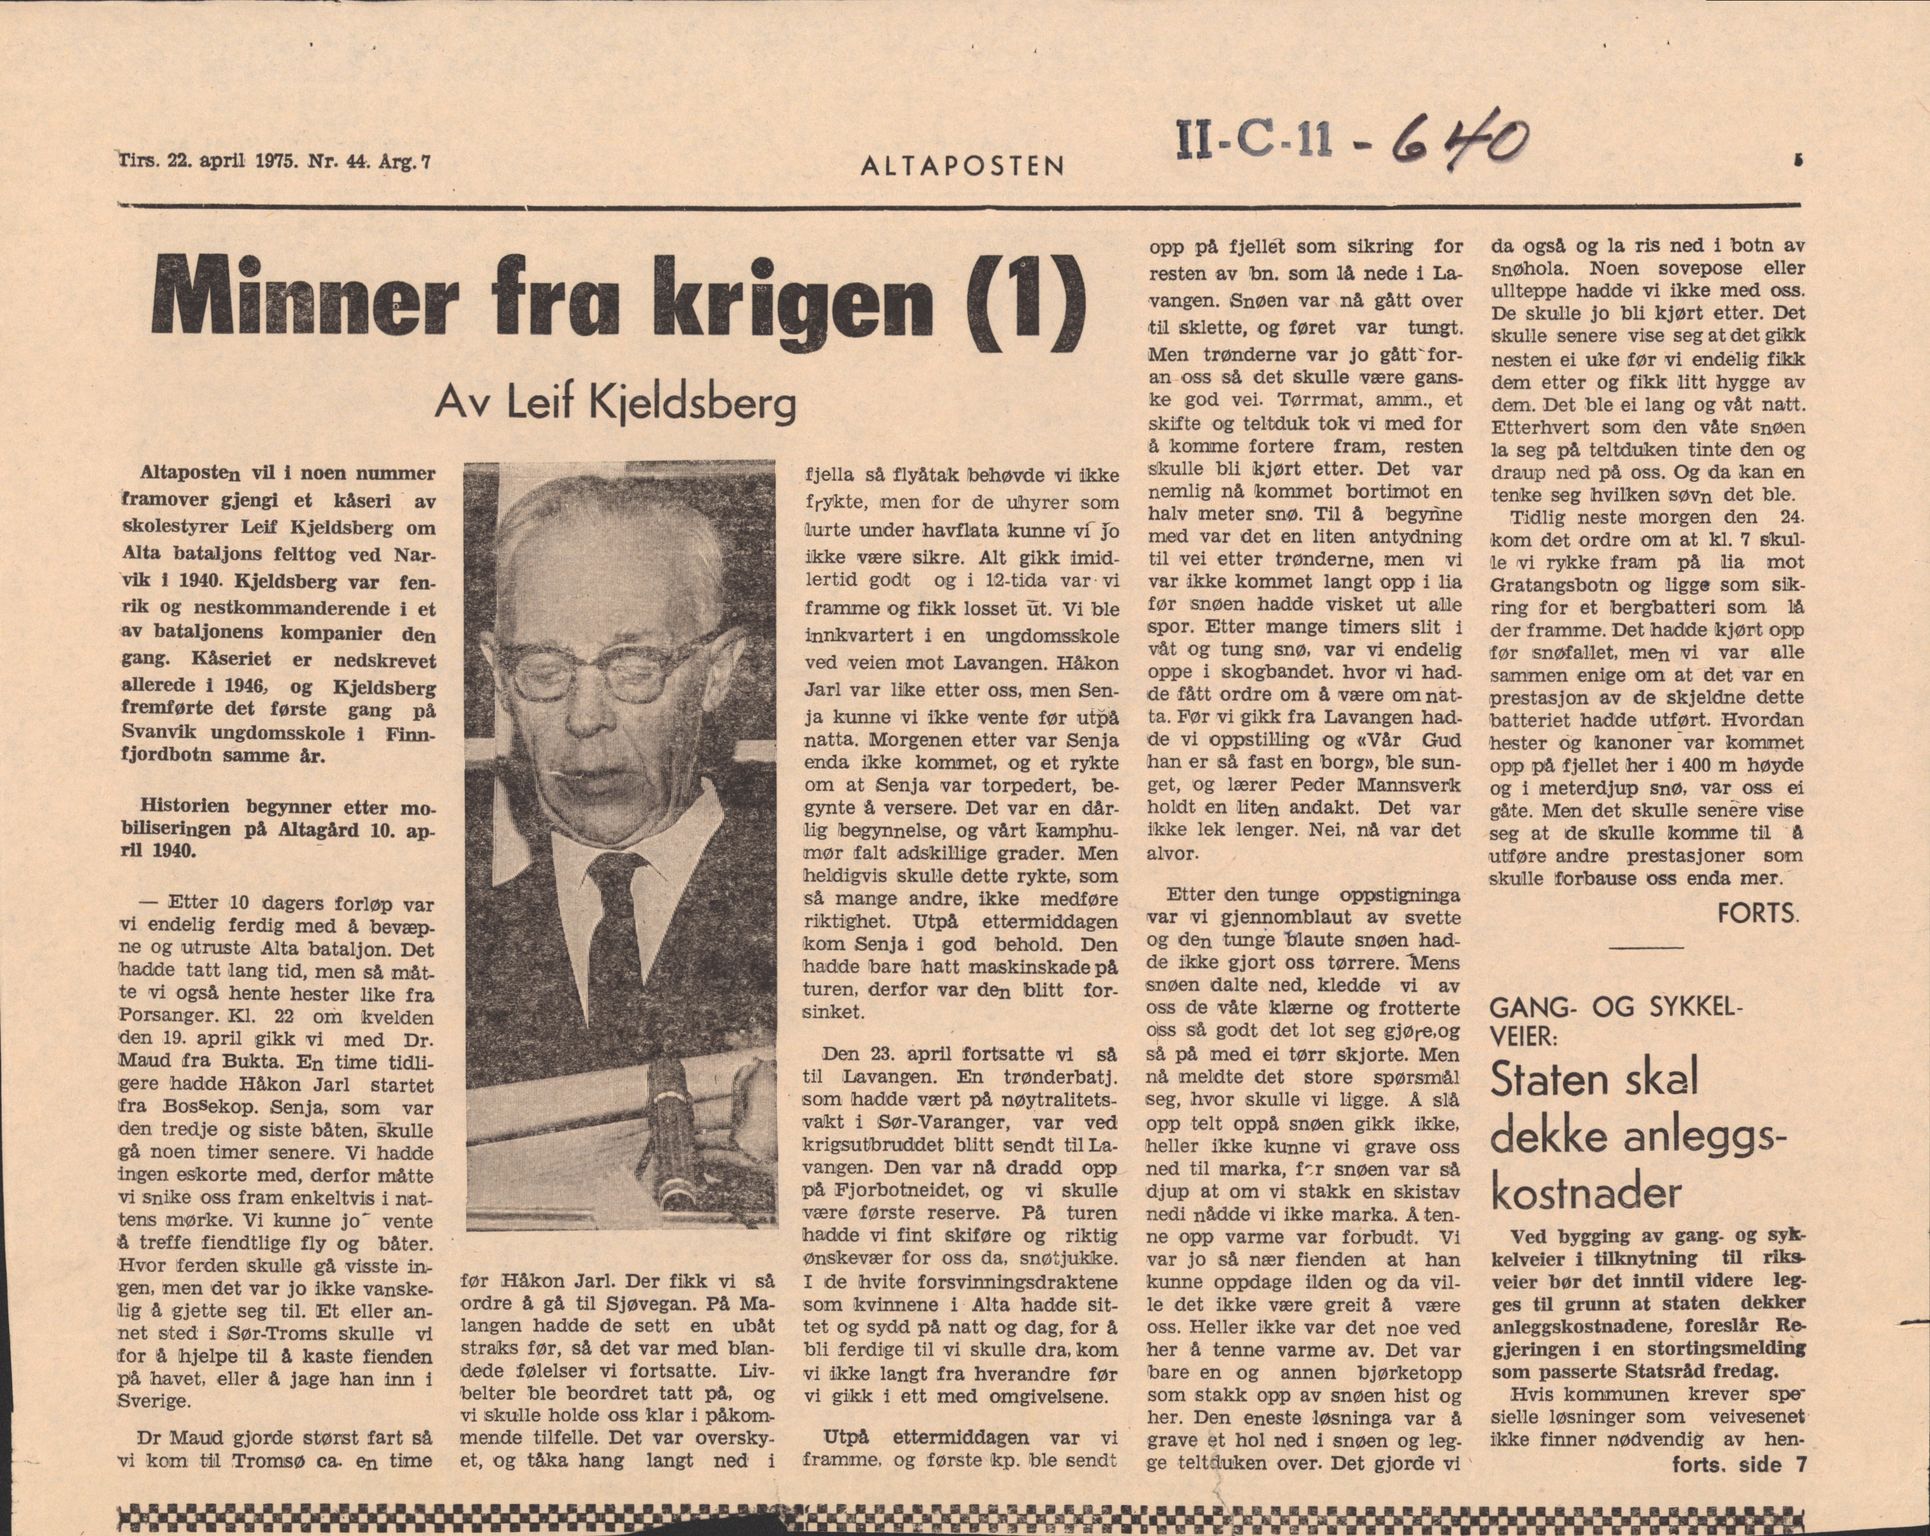 Tirs. 22. april 1975. Nr. 44. Arg. 7
ALTAPOSTEN
II-C-11 - 640
5
Minner fra krigen (1)
Av Leif Kjeldsberg
Altaposten vil i noen nummer
framover gjengi et kåseri av
skolestyrer Leif Kjeldsberg om
Alta bataljons felttog ved Nar-
vik i 1940. Kjeldsberg var fen-
rik og nestkommanderende i et
av bataljonens kompanier den
gang. Kåseriet er nedskrevet
allerede i 1946, og Kjeldsberg
fremførte det første gang på
Svanvik ungdomsskole i Finn-
fjordbotn samme år.
Historien begynner etter mo-
biliseringen på Altagård 10. ap-
ril 1940.
— Etter 10 dagers forløp var
vi endelig ferdig med å bevæp-
ne og utruste Alta bataljon. Det
hadde tatt lang tid, men så måt-
te vi også hente hester like fra
Porsanger. Kl. 22 om kvelden
den 19. april gikk vi med Dr.
Maud fra Bukta. En time tidli-
gere hadde Håkon Jarl startet
fra Bossekop. Senja, som var
den tredje og siste båten, skulle
gå noen timer senere. Vi hadde
ingen eskorte med, derfor måtte
vi snike oss fram enkeltvis i nat-
tens mørke. Vi kunne jo vente
å treffe fiendtlige fly og båter.
Hvor ferden skulle gå visste in-
gen, men det var jo ikke vanske-
lig å gjette seg til. Et eller an-
net sted i Sør-Troms skulle vi
for å hjelpe til å kaste fienden
på havet, eller å jage han inn i
Sverige.
Dr Maud gjorde størst fart så
vi kom til Tromsø ca. en time
før Håkon Jarl. Der fikk vi så
ordre å gå til Sjøvegan. På Ma-
langen hadde de sett en ubåt
straks før, så det var med blan-
dede følelser vi fortsatte. Liv-
belter ble beordret tatt på, og
vi skulle holde oss klar i påkom-
mende tilfelle. Det var oversky-
et, og tåka hang langt ned i
fjella så flyåtak behøvde vi ikke
frykte, men for de uhyrer som
lurte under havflata kunne vi jo
ikke være sikre. Alt gikk imid-
lertid godt og i 12-tida var vi
framme og fikk losset ut. Vi ble
innkvartert i en ungdomsskole
ved veien mot Lavangen. Håkon
Jarl var like etter oss, men Sen-
ja kunne vi ikke vente før utpå
natta. Morgenen etter var Senja
enda ikke kommet, og et rykte
om at Senja var torpedert, be-
gynte å versere. Det var en dår-
lig begynnelse, og vårt kamphu-
mør falt adskillige grader. Men
heldigvis skulle dette rykte, som
så mange andre, ikke medføre
riktighet. Utpå ettermiddagen
kom Senja i god behold. Den
hadde bare hatt maskinskade på
turen, derfor var den blitt for-
sinket.
Den 23. april fortsatte vi så
til Lavangen. En trønderbatj.
som hadde vært på nøytralitets-
vakt i Sør-Varanger, var ved
krigsutbruddet blitt sendt til La-
vangen. Den var nå dradd opp
på Fjorbotneidet, og vi skulle
være første reserve. På turen
hadde vi fint skiføre og riktig
ønskevær for oss da, snøtjukke.
I de hvite forsvinningsdraktene
som kvinnene i Alta hadde sit-
tet og sydd på natt og dag, for å
bli ferdige til vi skulle dra, kom
vi ikke langt fra hverandre før
vi gikk i ett med omgivelsene.
Utpå ettermiddagen var vi
framme, og første kp. ble sendt
opp på fjellet som sikring for
resten av bn. som lå nede i La-
vangen. Snøen var nå gått over
til sklette, og føret var tungt.
Men trønderne var jo gått for-
an oss så det skulle være gans-
ke god vei. Tørrmat, amm., et
skifte og teltduk tok vi med for
å komme fortere fram, resten
skulle bli kjørt etter. Det var
nemlig nå kommet bortimot en
halv meter snø. Til å begynne
med var det en liten antydning
til vei etter trønderne, men vi
var ikke kommet langt opp i lia
før snøen hadde visket ut alle
spor. Etter mange timers slit i
våt og tung snø, var vi endelig
oppe i skogbandet. hvor vi had-
de fått ordre om å være om nat-
ta. Før vi gikk fra Lavangen had-
de vi oppstilling og «Vår Gud
han er så fast en borg», ble sun-
get, og lærer Peder Mannsverk
holdt en liten andakt. Det var
ikke lek lenger. Nei, nå var det
alvor.
Etter den tunge oppstigninga
var vi gjennomblaut av svette
og den tunge blaute snøen had-
de ikke gjort oss tørrere. Mens
snøen dalte ned, kledde vi av
oss de våte klærne og frotterte
oss så godt det lot seg gjøre, og
så på med ei tørr skjorte. Men
nå meldte det store spørsmål
seg, hvor skulle vi ligge. Å slå
opp telt oppå snøen gikk ikke,
heller ikke kunne vi grave oss
ned til marka, for snøen var så
djup at om vi stakk en skistav
nedi nådde vi ikke marka. Å ten-
ne opp varme var forbudt. Vi
var jo så nær fienden at han
kunne oppdage ilden og da vil-
le det ikke være greit å være
oss. Heller ikke var det noe ved
her å tenne varme av. Det var
bare en og annen bjørketopp
som stakk opp av snøen hist og
her. Den eneste løsninga var å
grave et hol ned i snøen og leg-
ge teltduken over. Det gjorde vi
da også og la ris ned i botn av
snøhola. Noen sovepose eller
ullteppe hadde vi ikke med oss.
De skulle jo bli kjørt etter. Det
skulle senere vise seg at det gikk
nesten ei uke før vi endelig fikk
dem etter og fikk litt hygge av
dem. Det ble ei lang og våt natt.
Etterhvert som den våte snøen
la seg på teltduken tinte den og
draup ned på oss. Og da kan en
tenke seg hvilken søvn det ble.
Tidlig neste morgen den 24.
kom det ordre om at kl. 7 skul-
le vi rykke fram på lia mot
Gratangsbotn og ligge som sik-
ring for et bergbatteri som lå
der framme. Det hadde kjørt opp
før snøfallet, men vi var alle
sammen enige om at det var en
prestasjon av de skjeldne dette
batteriet hadde utført. Hvordan
hester og kanoner var kommet
opp på fjellet her i 400 m høyde
og i meterdjup snø, var oss ei
gåte. Men det skulle senere vise
seg at de skulle komme til å
utføre andre prestasjoner som
skulle forbause oss enda mer.
FORTS.
GANG- OG SYKKEL-
VEIER:
Staten skal
dekke anleggs-
kostnader
Ved bygging av gang- og syk-
kelveier i tilknytning til riks-
veier bør det inntil videre leg-
ges til grunn at staten dekker
anleggskostnadene, foreslår Re-
gjeringen i en stortingsmelding
som passerte Statsråd fredag.
Hvis kommunen krever spe-
sielle løsninger som veivesenet
ikke finner nødvendig av hen-
forts. side 7